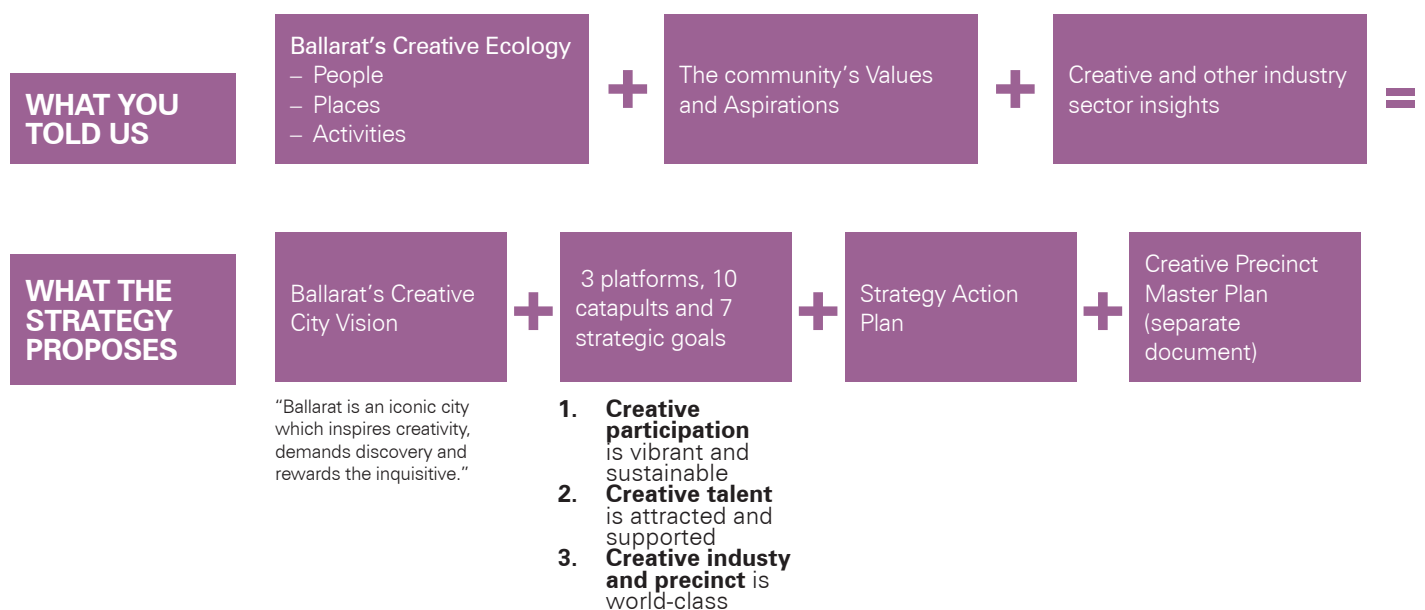 WHAT YOU
TOLD US
Ballarat's Creative Ecology
– People
– Places
– Activities
+
The community's Values
and Aspirations
+
Creative and other industry
sector insights
=
WHAT THE
STRATEGY
PROPOSES
Ballarat's Creative
City Vision
+
3 platforms, 10
catapults and 7
strategic goals
+
Strategy Action
Plan
+
Creative Precinct
Master Plan
(separate
document)
“Ballarat is an iconic city
which inspires creativity,
demands discovery and
rewards the inquisitive.”
1. Creative
participation
is vibrant and
sustainable
2. Creative talent
is attracted and
supported
3. Creative industy
and precinct is
world-class